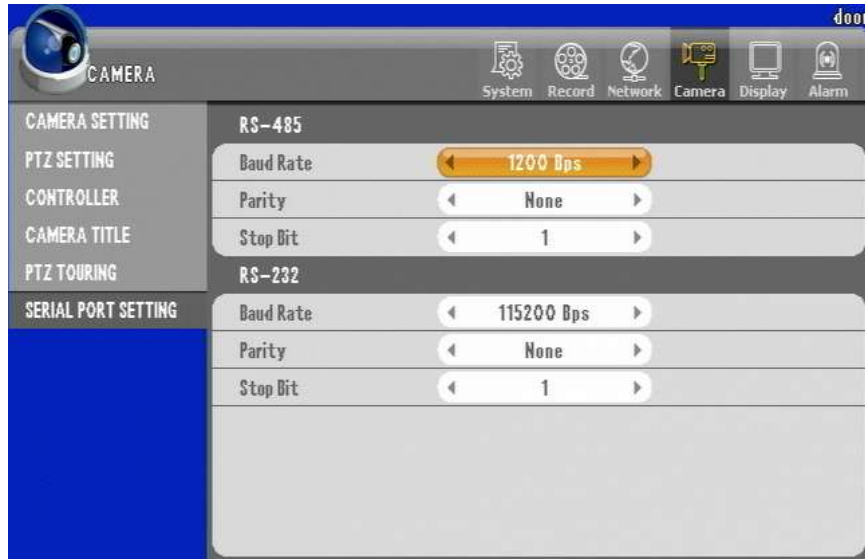 door
CAMERA
System Record Network Camera Display Alarm
CAMERA SETTING
PTZ SETTING
CONTROLLER
CAMERA TITLE
PTZ TOURING
SERIAL PORT SETTING
RS-485
Baud Rate 1200 Bps
Parity None
Stop Bit 1
RS-232
Baud Rate 115200 Bps
Parity None
Stop Bit 1